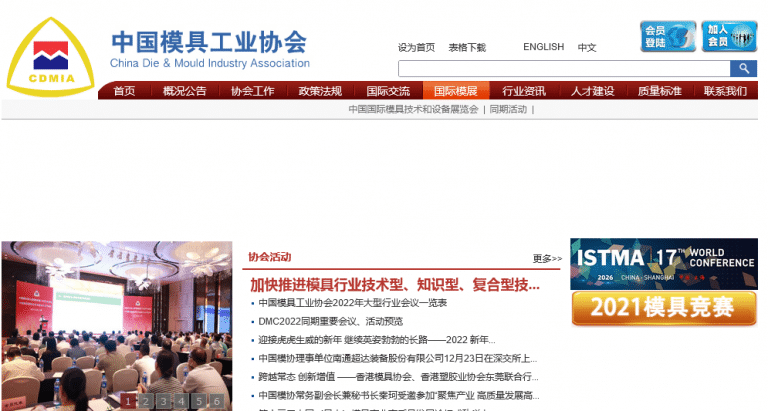 中国模具工业协会
China Die & Mould Industry Association
CDMIA
设为首页 表格下载 ENGLISH 中文
会员登陆
加入会员
首页 概况公告 协会工作 政策法规 国际交流 国际模展 行业资讯 人才建设 质量标准 联系我们
中国国际模具技术和设备展览会 | 同期活动 |
1 2 3 4 5 6
协会活动 更多>>
加快推进模具行业技术型、知识型、复合型技...
中国模具工业协会2022年大型行业会议一览表
DMC2022同期重要会议、活动预览
迎接虎虎生威的新年 继续英姿勃勃的长路——2022 新年...
中国模协理事单位南通超达装备股份有限公司12月23日在深交所上...
跨越常态 创新增值 ——香港模具协会、香港塑胶业协会东莞联合行...
中国模协常务副会长兼秘书长秦珂受邀参加“聚焦产业 高质量发展高...
ISTMA 17TH WORLD CONFERENCE
2026 CHINA·SHANGHAI
2021模具竞赛